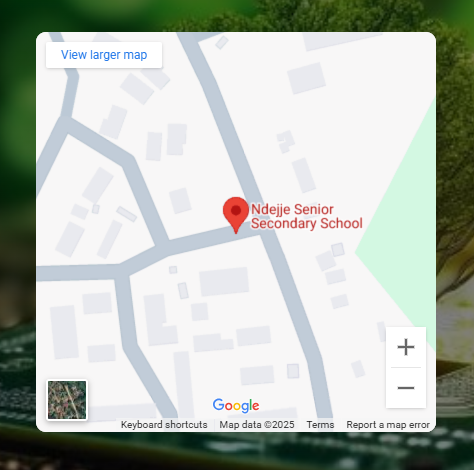 View larger map
Ndejje Senior
Secondary School
+
−
Google
Keyboard shortcuts
Map data ©2025
Terms
Report a map error